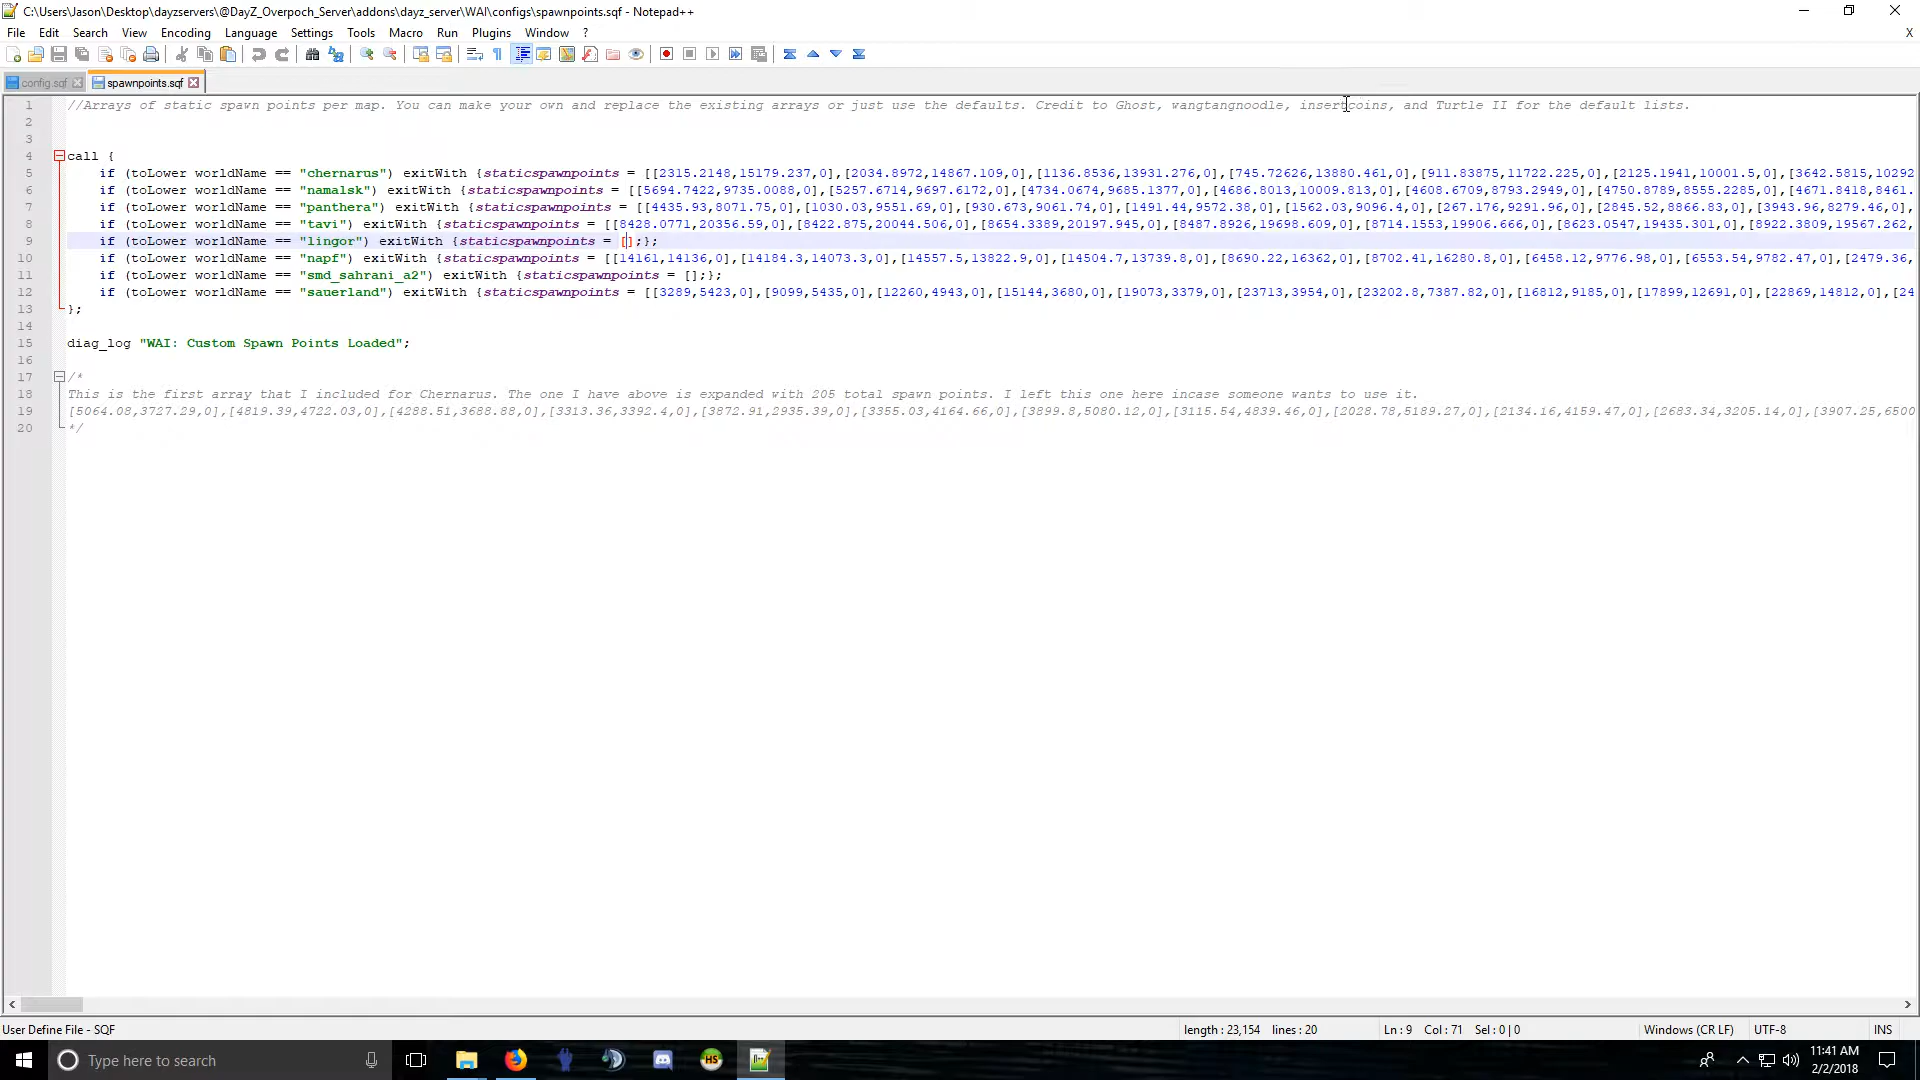 C:\Users\Jason\Desktop\dayzservers\@DayZ_Overpoch_Server\addons\dayz_server\WAI\configs\spawnpoints.sqf - Notepad++
File Edit Search View Encoding Language Settings Tools Macro Run Plugins Window ? X
config.sqf spawnpoints.sqf
1 //Arrays of static spawn points per map. You can make your own and replace the existing arrays or just use the defaults. Credit to Ghost, wangtangnoodle, insertcoins, and Turtle II for the default lists.
2
3
4 call {
5 if (toLower worldName == "chernarus") exitWith {staticspawnpoints = [[2315.2148,15179.237,0],[2034.8972,14867.109,0],[1136.8536,13931.276,0],[745.72626,13880.461,0],[911.83875,11722.225,0],[2125.1941,10001.5,0],[3642.5815,10292
6 if (toLower worldName == "namalsk") exitWith {staticspawnpoints = [[5694.7422,9735.0088,0],[5257.6714,9697.6172,0],[4734.0674,9685.1377,0],[4686.8013,10009.813,0],[4608.6709,8793.2949,0],[4750.8789,8555.2285,0],[4671.8418,8461.
7 if (toLower worldName == "panthera") exitWith {staticspawnpoints = [[4435.93,8071.75,0],[1030.03,9551.69,0],[930.673,9061.74,0],[1491.44,9572.38,0],[1562.03,9096.4,0],[267.176,9291.96,0],[2845.52,8866.83,0],[3943.96,8279.46,0],
8 if (toLower worldName == "tavi") exitWith {staticspawnpoints = [[8428.0771,20356.59,0],[8422.875,20044.506,0],[8654.3389,20197.945,0],[8487.8926,19698.609,0],[8714.1553,19906.666,0],[8623.0547,19435.301,0],[8922.3809,19567.262,
9 if (toLower worldName == "lingor") exitWith {staticspawnpoints = [];};
10 if (toLower worldName == "napf") exitWith {staticspawnpoints = [[14161,14136,0],[14184.3,14073.3,0],[14557.5,13822.9,0],[14504.7,13739.8,0],[8690.22,16362,0],[8702.41,16280.8,0],[6458.12,9776.98,0],[6553.54,9782.47,0],[2479.36,
11 if (toLower worldName == "smd_sahrani_a2") exitWith {staticspawnpoints = [];};
12 if (toLower worldName == "sauerland") exitWith {staticspawnpoints = [[3289,5423,0],[9099,5435,0],[12260,4943,0],[15144,3680,0],[19073,3379,0],[23713,3954,0],[23202.8,7387.82,0],[16812,9185,0],[17899,12691,0],[22869,14812,0],[24
13 };
14
15 diag_log "WAI: Custom Spawn Points Loaded";
16
17 /*
18 This is the first array that I included for Chernarus. The one I have above is expanded with 205 total spawn points. I left this one here incase someone wants to use it.
19 [5064.08,3727.29,0],[4819.39,4722.03,0],[4288.51,3688.88,0],[3313.36,3392.4,0],[3872.91,2935.39,0],[3355.03,4164.66,0],[3899.8,5080.12,0],[3115.54,4839.46,0],[2028.78,5189.27,0],[2134.16,4159.47,0],[2683.34,3205.14,0],[3907.25,6500
20 */
User Define File - SQF length : 23,154 lines : 20 Ln : 9 Col : 71 Sel : 0 | 0 Windows (CR LF) UTF-8 INS
Type here to search HS 11:41 AM
2/2/2018